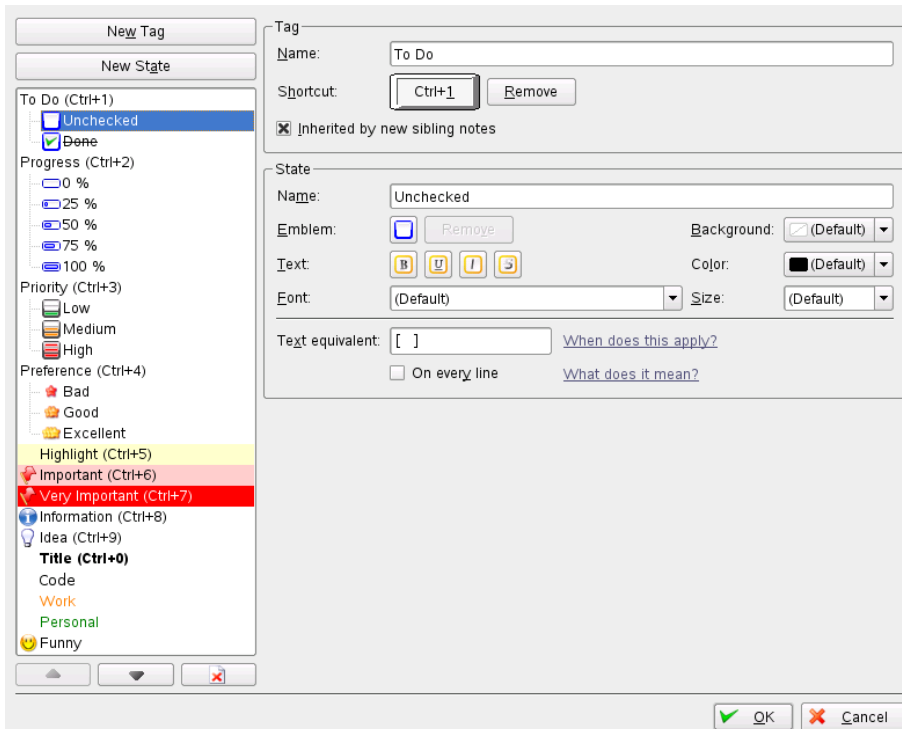 New Tag
New State
To Do (Ctrl+1)
Unchecked
Done
Progress (Ctrl+2)
0 %
25 %
50 %
75 %
100 %
Priority (Ctrl+3)
Low
Medium
High
Preference (Ctrl+4)
Bad
Good
Excellent
Highlight (Ctrl+5)
Important (Ctrl+6)
Very Important (Ctrl+7)
Information (Ctrl+8)
Idea (Ctrl+9)
Title (Ctrl+0)
Code
Work
Personal
Funny
Tag
Name: To Do
Shortcut: Ctrl+1 Remove
Inherited by new sibling notes
State
Name: Unchecked
Emblem: Remove Background: (Default)
Text: B U I S Color: (Default)
Font: (Default) Size: (Default)
Text equivalent: [ ] When does this apply?
On every line What does it mean?
OK Cancel